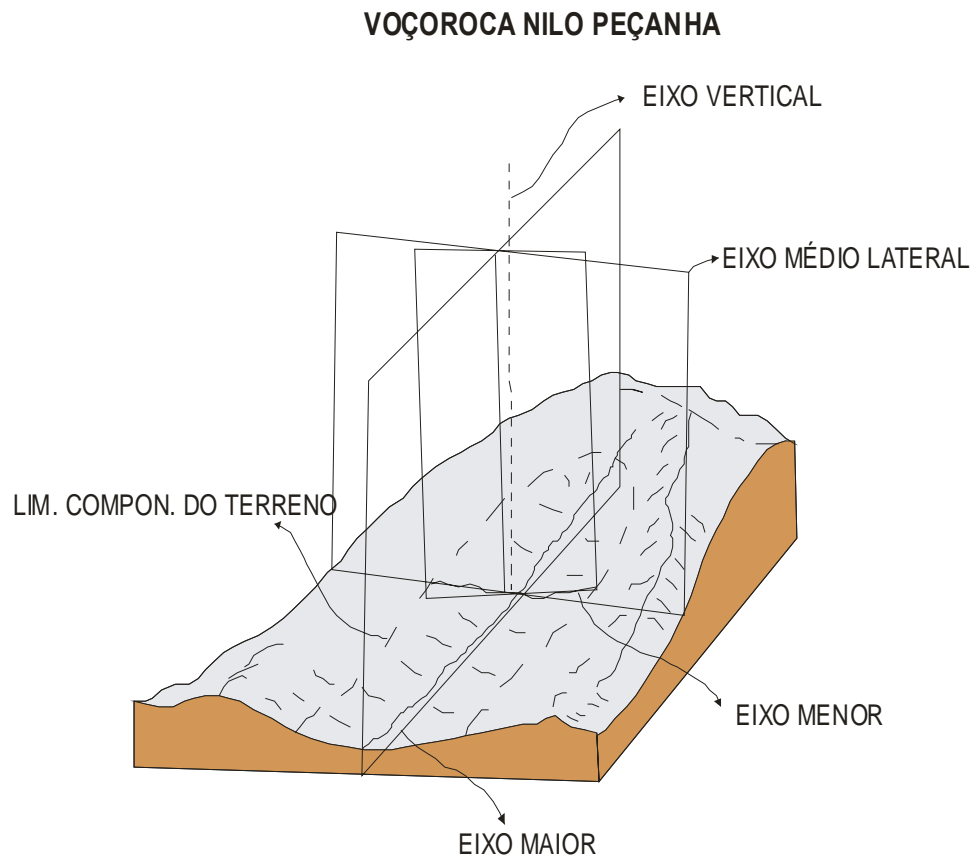 VOÇOROCA NILO PEÇANHA
EIXO VERTICAL
EIXO MÉDIO LATERAL
LIM. COMPON. DO TERRENO
EIXO MENOR
EIXO MAIOR